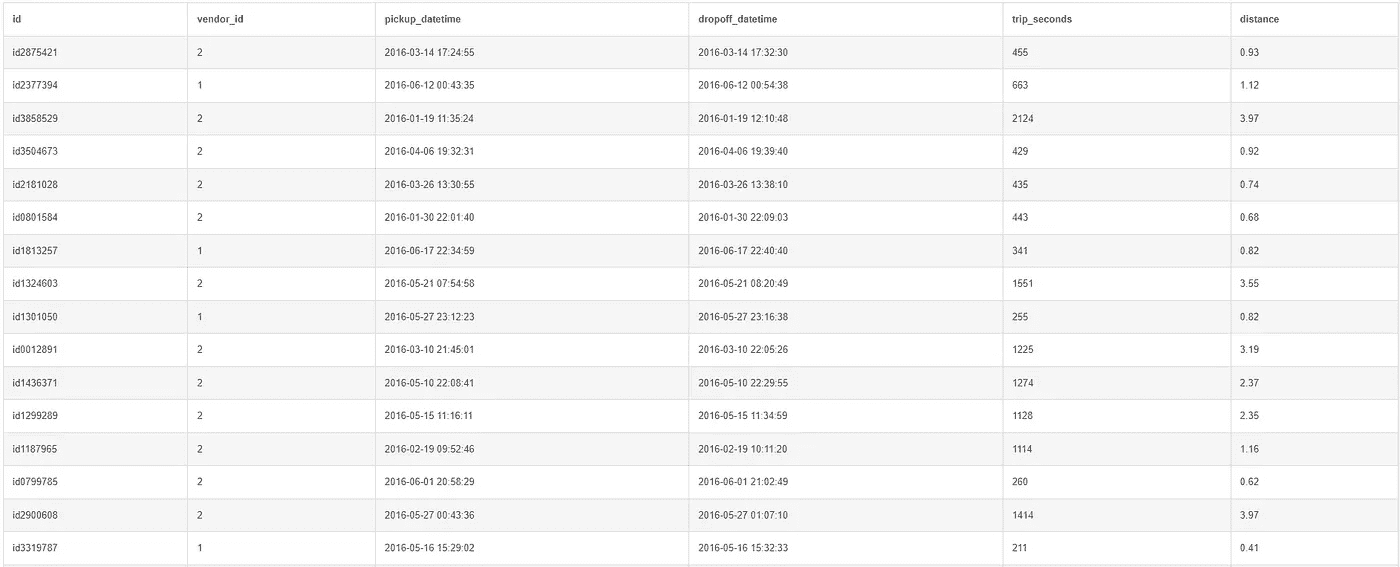 id vendor_id pickup_datetime dropoff_datetime trip_seconds distance
id2875421 2 2016-03-14 17:24:55 2016-03-14 17:32:30 455 0.93
id2377394 1 2016-06-12 00:43:35 2016-06-12 00:54:38 663 1.12
id3858529 2 2016-01-19 11:35:24 2016-01-19 12:10:48 2124 3.97
id3504673 2 2016-04-06 19:32:31 2016-04-06 19:39:40 429 0.92
id2181028 2 2016-03-26 13:30:55 2016-03-26 13:38:10 435 0.74
id0801584 2 2016-01-30 22:01:40 2016-01-30 22:09:03 443 0.68
id1813257 1 2016-06-17 22:34:59 2016-06-17 22:40:40 341 0.82
id1324603 2 2016-05-21 07:54:58 2016-05-21 08:20:49 1551 3.55
id1301050 1 2016-05-27 23:12:23 2016-05-27 23:16:38 255 0.82
id0012891 2 2016-03-10 21:45:01 2016-03-10 22:05:26 1225 3.19
id1436371 2 2016-05-10 22:08:41 2016-05-10 22:29:55 1274 2.37
id1299289 2 2016-05-15 11:16:11 2016-05-15 11:34:59 1128 2.35
id1187965 2 2016-02-19 09:52:46 2016-02-19 10:11:20 1114 1.16
id0799785 2 2016-06-01 20:58:29 2016-06-01 21:02:49 260 0.62
id2900608 2 2016-05-27 00:43:36 2016-05-27 01:07:10 1414 3.97
id3319787 1 2016-05-16 15:29:02 2016-05-16 15:32:33 211 0.41